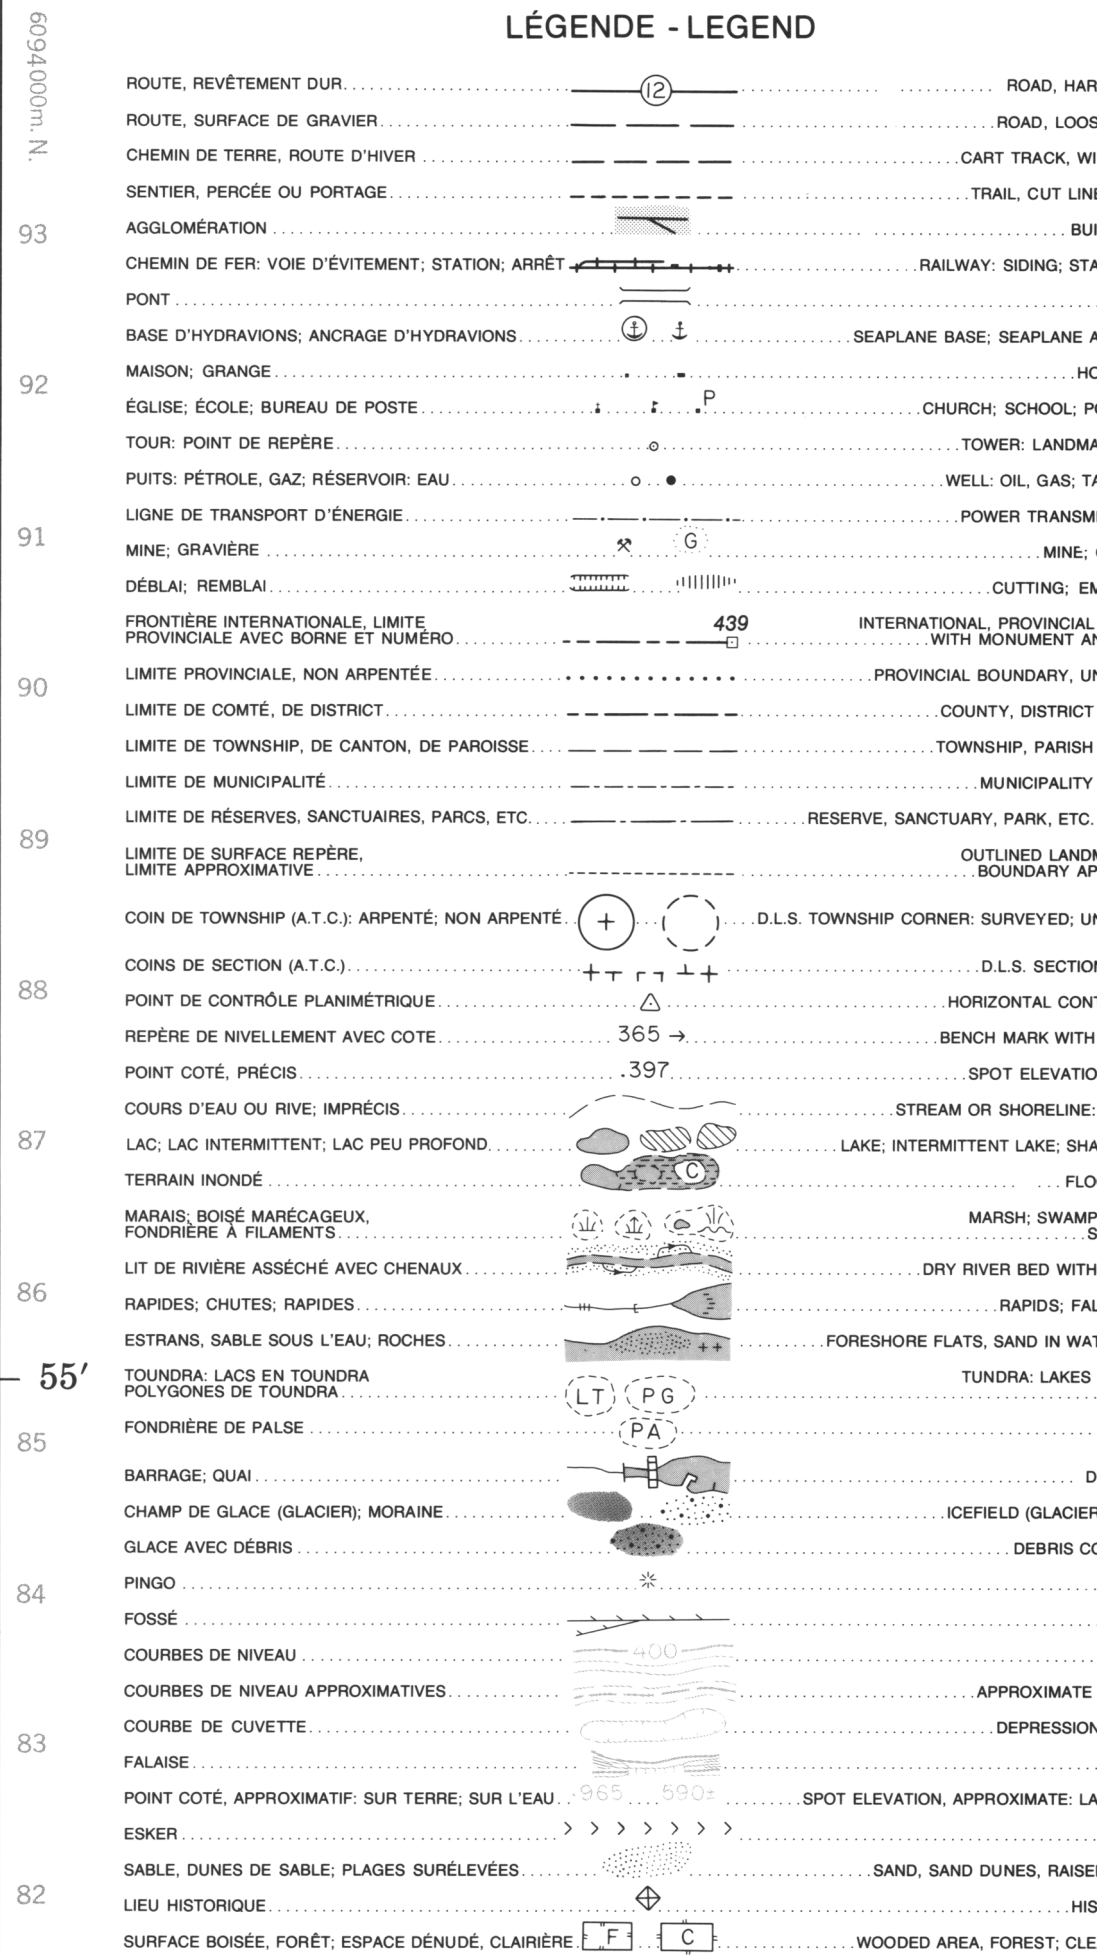 LÉGENDE - LEGEND
6094000m. N.
ROUTE, REVÊTEMENT DUR 12 ROAD, HAR
ROUTE, SURFACE DE GRAVIER ROAD, LOOS
CHEMIN DE TERRE, ROUTE D'HIVER CART TRACK, WI
SENTIER, PERCÉE OU PORTAGE TRAIL, CUT LINE
93 AGGLOMÉRATION BUI
CHEMIN DE FER: VOIE D'ÉVITEMENT; STATION; ARRÊT RAILWAY: SIDING; STA
PONT
BASE D'HYDRAVIONS; ANCRAGE D'HYDRAVIONS SEAPLANE BASE; SEAPLANE A
92 MAISON; GRANGE HO
ÉGLISE; ÉCOLE; BUREAU DE POSTE P CHURCH; SCHOOL; PO
TOUR: POINT DE REPÈRE TOWER: LANDMA
PUITS: PÉTROLE, GAZ; RÉSERVOIR: EAU WELL: OIL, GAS; TA
LIGNE DE TRANSPORT D'ÉNERGIE POWER TRANSMI
91 MINE; GRAVIÈRE G MINE;
DÉBLAI; REMBLAI CUTTING; EM
FRONTIÈRE INTERNATIONALE, LIMITE 439 INTERNATIONAL, PROVINCIAL
PROVINCIALE AVEC BORNE ET NUMÉRO WITH MONUMENT AN
90 LIMITE PROVINCIALE, NON ARPENTÉE PROVINCIAL BOUNDARY, UN
LIMITE DE COMTÉ, DE DISTRICT COUNTY, DISTRICT
LIMITE DE TOWNSHIP, DE CANTON, DE PAROISSE TOWNSHIP, PARISH
LIMITE DE MUNICIPALITÉ MUNICIPALITY
LIMITE DE RÉSERVES, SANCTUAIRES, PARCS, ETC. RESERVE, SANCTUARY, PARK, ETC.
89
LIMITE DE SURFACE REPÈRE, OUTLINED LANDM
LIMITE APPROXIMATIVE BOUNDARY AP
COIN DE TOWNSHIP (A.T.C.): ARPENTÉ; NON ARPENTÉ D.L.S. TOWNSHIP CORNER: SURVEYED; UN
COINS DE SECTION (A.T.C.) D.L.S. SECTION
88 POINT DE CONTRÔLE PLANIMÉTRIQUE HORIZONTAL CONT
REPÈRE DE NIVELLEMENT AVEC COTE 365 → BENCH MARK WITH
POINT COTÉ, PRÉCIS .397 SPOT ELEVATIO
COURS D'EAU OU RIVE; IMPRÉCIS STREAM OR SHORELINE:
87 LAC; LAC INTERMITTENT; LAC PEU PROFOND LAKE; INTERMITTENT LAKE; SHA
TERRAIN INONDÉ C FLO
MARAIS; BOISÉ MARÉCAGEUX, MARSH; SWAMP
FONDRIÈRE À FILAMENTS S
LIT DE RIVIÈRE ASSÉCHÉ AVEC CHENAUX DRY RIVER BED WITH
86 RAPIDES; CHUTES; RAPIDES RAPIDS; FAL
ESTRANS, SABLE SOUS L'EAU; ROCHES FORESHORE FLATS, SAND IN WAT
55′ TOUNDRA: LACS EN TOUNDRA TUNDRA: LAKES
POLYGONES DE TOUNDRA LT PG
FONDRIÈRE DE PALSE PA
85
BARRAGE; QUAI D
CHAMP DE GLACE (GLACIER); MORAINE ICEFIELD (GLACIER
GLACE AVEC DÉBRIS DEBRIS CO
84 PINGO
FOSSÉ
COURBES DE NIVEAU 400
COURBES DE NIVEAU APPROXIMATIVES APPROXIMATE
COURBE DE CUVETTE DEPRESSION
83
FALAISE
POINT COTÉ, APPROXIMATIF: SUR TERRE; SUR L'EAU ·965 590± SPOT ELEVATION, APPROXIMATE: LA
ESKER
SABLE, DUNES DE SABLE; PLAGES SURÉLEVÉES SAND, SAND DUNES, RAISE
82 LIEU HISTORIQUE HIS
SURFACE BOISÉE, FORÊT; ESPACE DÉNUDÉ, CLAIRIÈRE F C WOODED AREA, FOREST; CLE